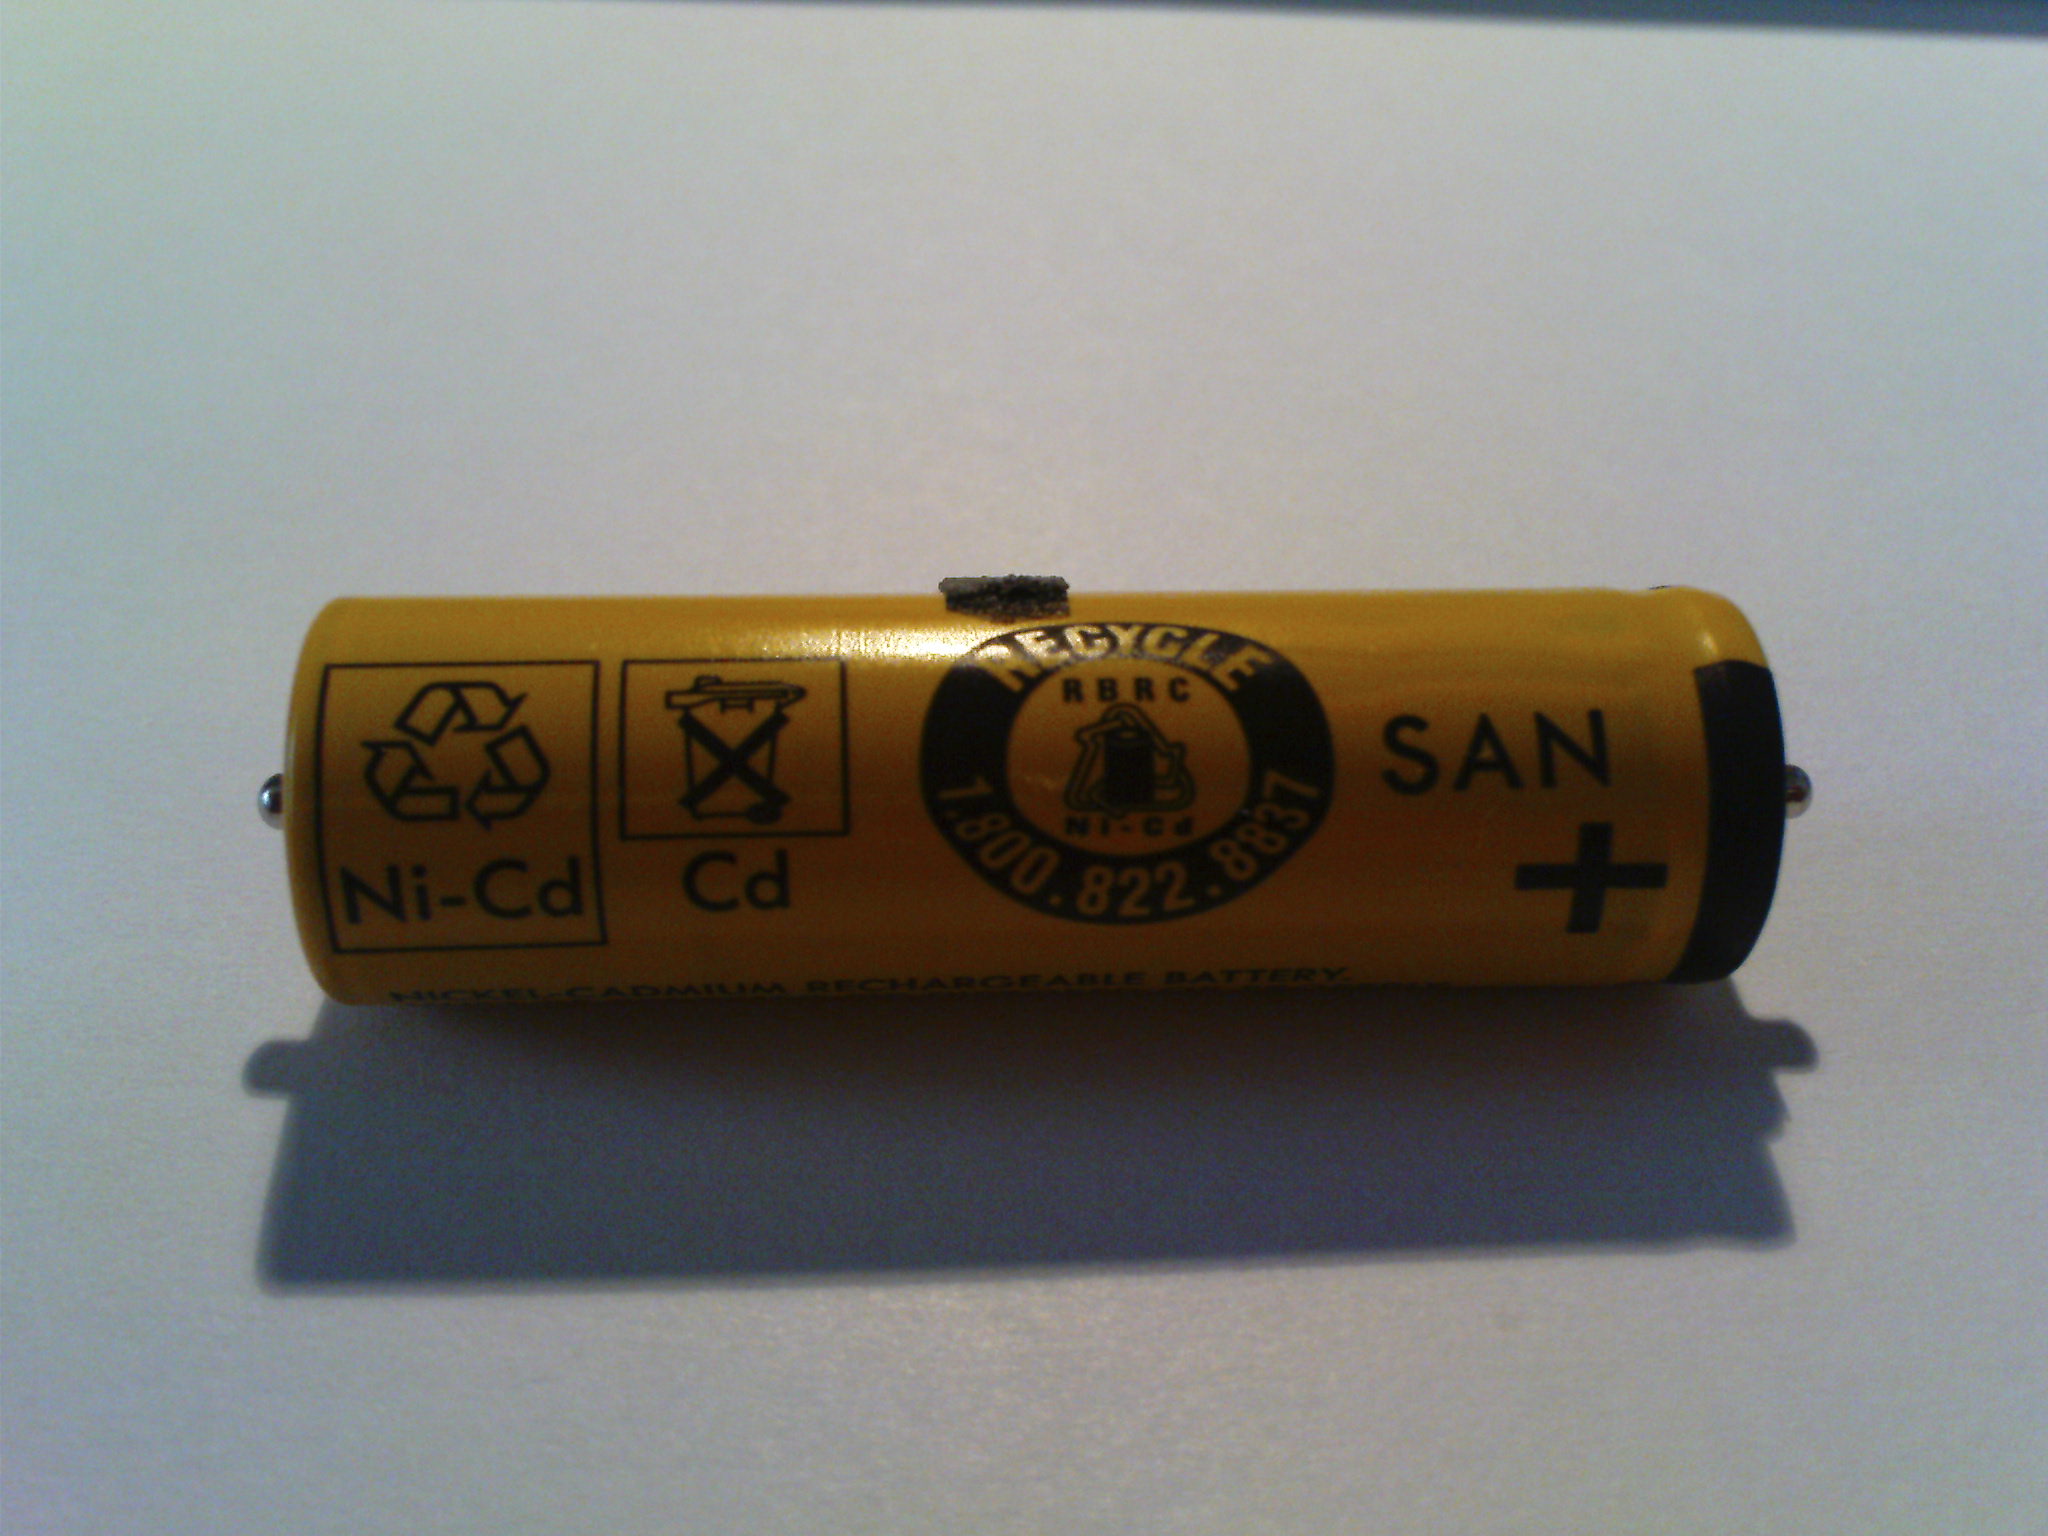 Ni-Cd
Cd
RECYCLE
RBRC
Ni-Cd
1.800.822.8837
SAN
+
NICKEL-CADMIUM RECHARGEABLE BATTERY.